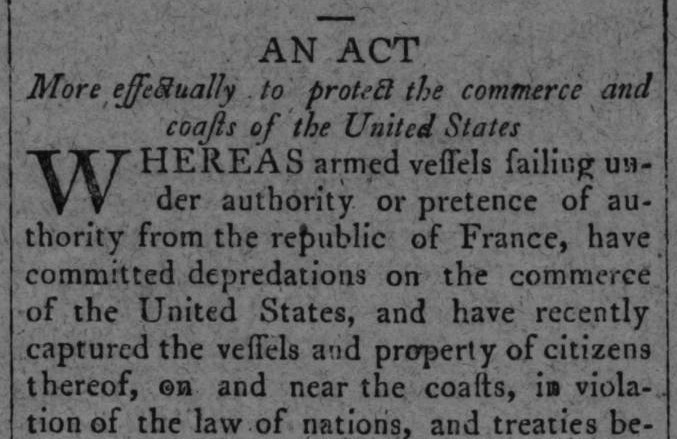 AN ACT
More effectually to protect the commerce and
coaſts of the United States
WHEREAS armed veſſels ſailing un-
der authority or pretence of au-
thority from the republic of France, have
committed depredations on the commerce
of the United States, and have recently
captured the veſſels and property of citizens
thereof, on and near the coaſts, in viola-
tion of the law of nations, and treaties be-